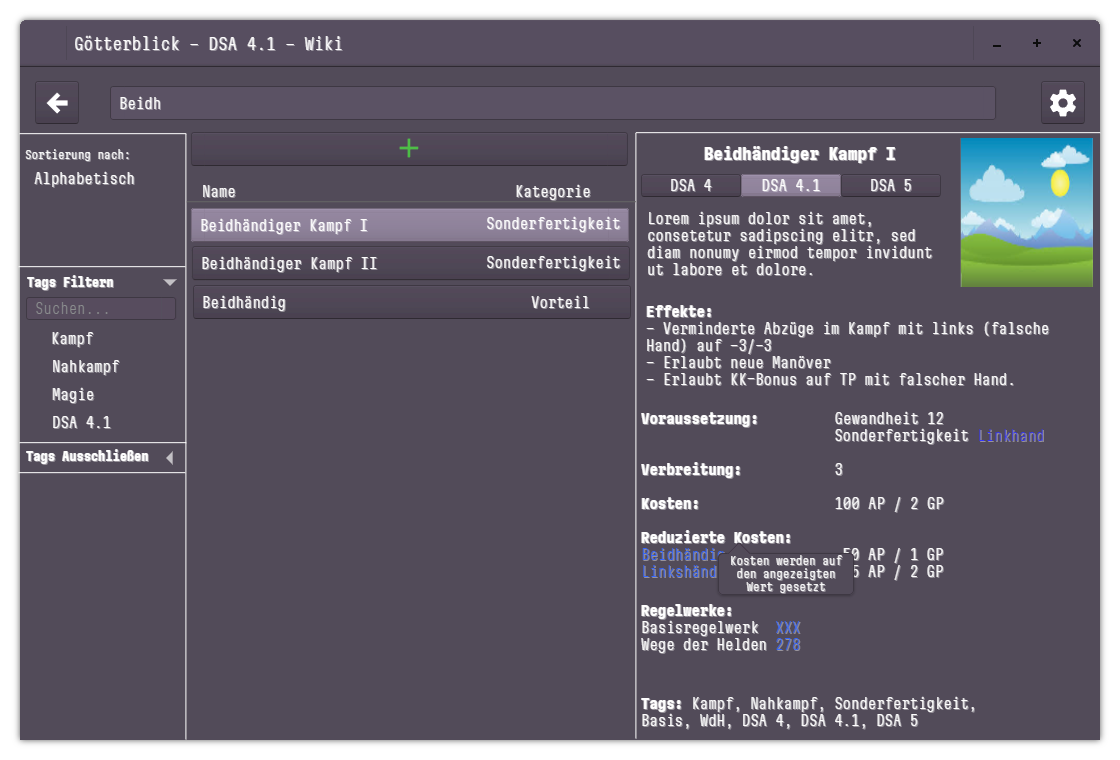 Götterblick - DSA 4.1 - Wiki
Beidh
Sortierung nach:
Alphabetisch
Tags Filtern
Suchen...
Kampf
Nahkampf
Magie
DSA 4.1
Tags Ausschließen
Name Kategorie
Beidhändiger Kampf I Sonderfertigkeit
Beidhändiger Kampf II Sonderfertigkeit
Beidhändig Vorteil
Beidhändiger Kampf I
DSA 4 DSA 4.1 DSA 5
Lorem ipsum dolor sit amet,
consetetur sadipscing elitr, sed
diam nonumy eirmod tempor invidunt
ut labore et dolore.
Effekte:
- Verminderte Abzüge im Kampf mit links (falsche
Hand) auf -3/-3
- Erlaubt neue Manöver
- Erlaubt KK-Bonus auf TP mit falscher Hand.
Voraussetzung: Gewandheit 12
Sonderfertigkeit Linkhand
Verbreitung: 3
Kosten: 100 AP / 2 GP
Reduzierte Kosten:
50 AP / 1 GP
AP / 2 GP
Kosten werden auf
den angezeigten
Wert gesetzt
Regelwerke:
Basisregelwerk XXX
Wege der Helden 278
Tags: Kampf, Nahkampf, Sonderfertigkeit,
Basis, WdH, DSA 4, DSA 4.1, DSA 5